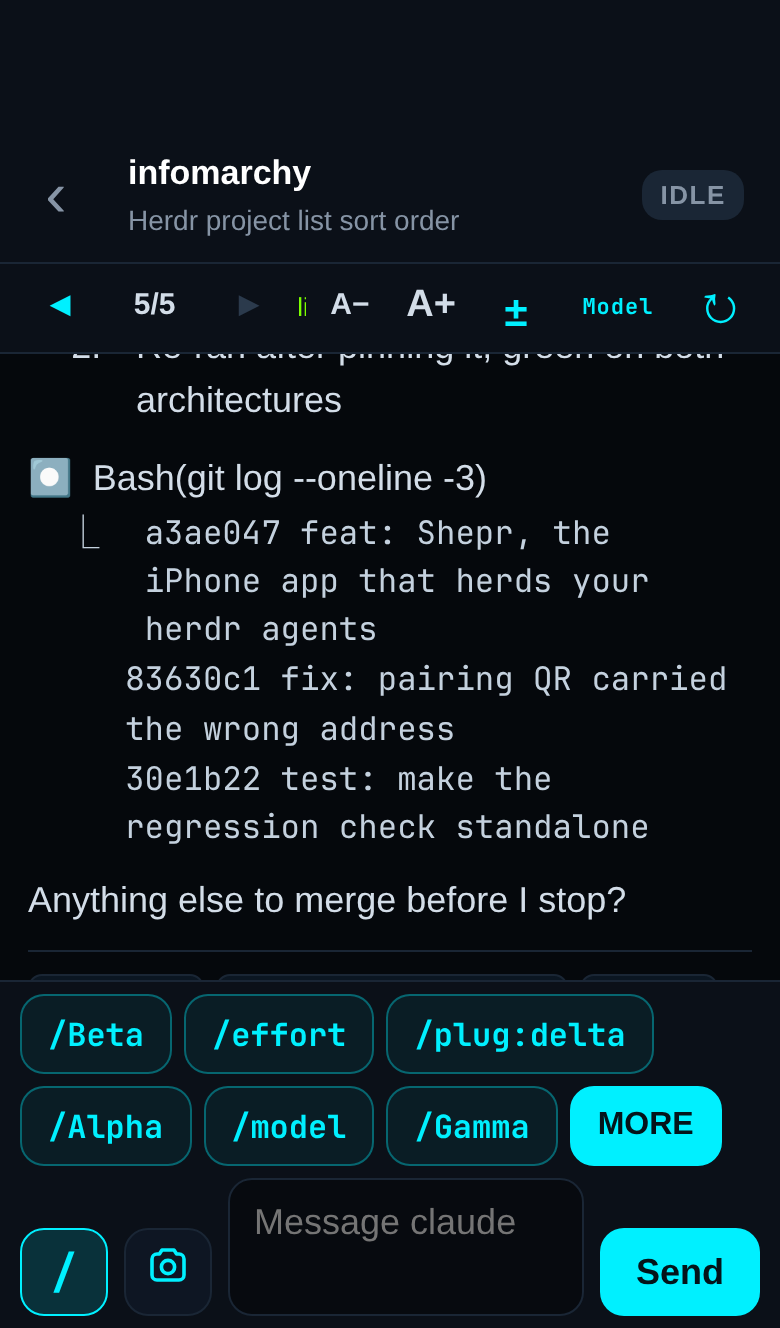 infomarchy
Herdr project list sort order
IDLE
5/5
A− A+
±
Model
architectures
Bash(git log --oneline -3)
a3ae047 feat: Shepr, the
iPhone app that herds your
herdr agents
83630c1 fix: pairing QR carried
the wrong address
30e1b22 test: make the
regression check standalone
Anything else to merge before I stop?
/Beta /effort /plug:delta
/Alpha /model /Gamma MORE
/ Message claude Send